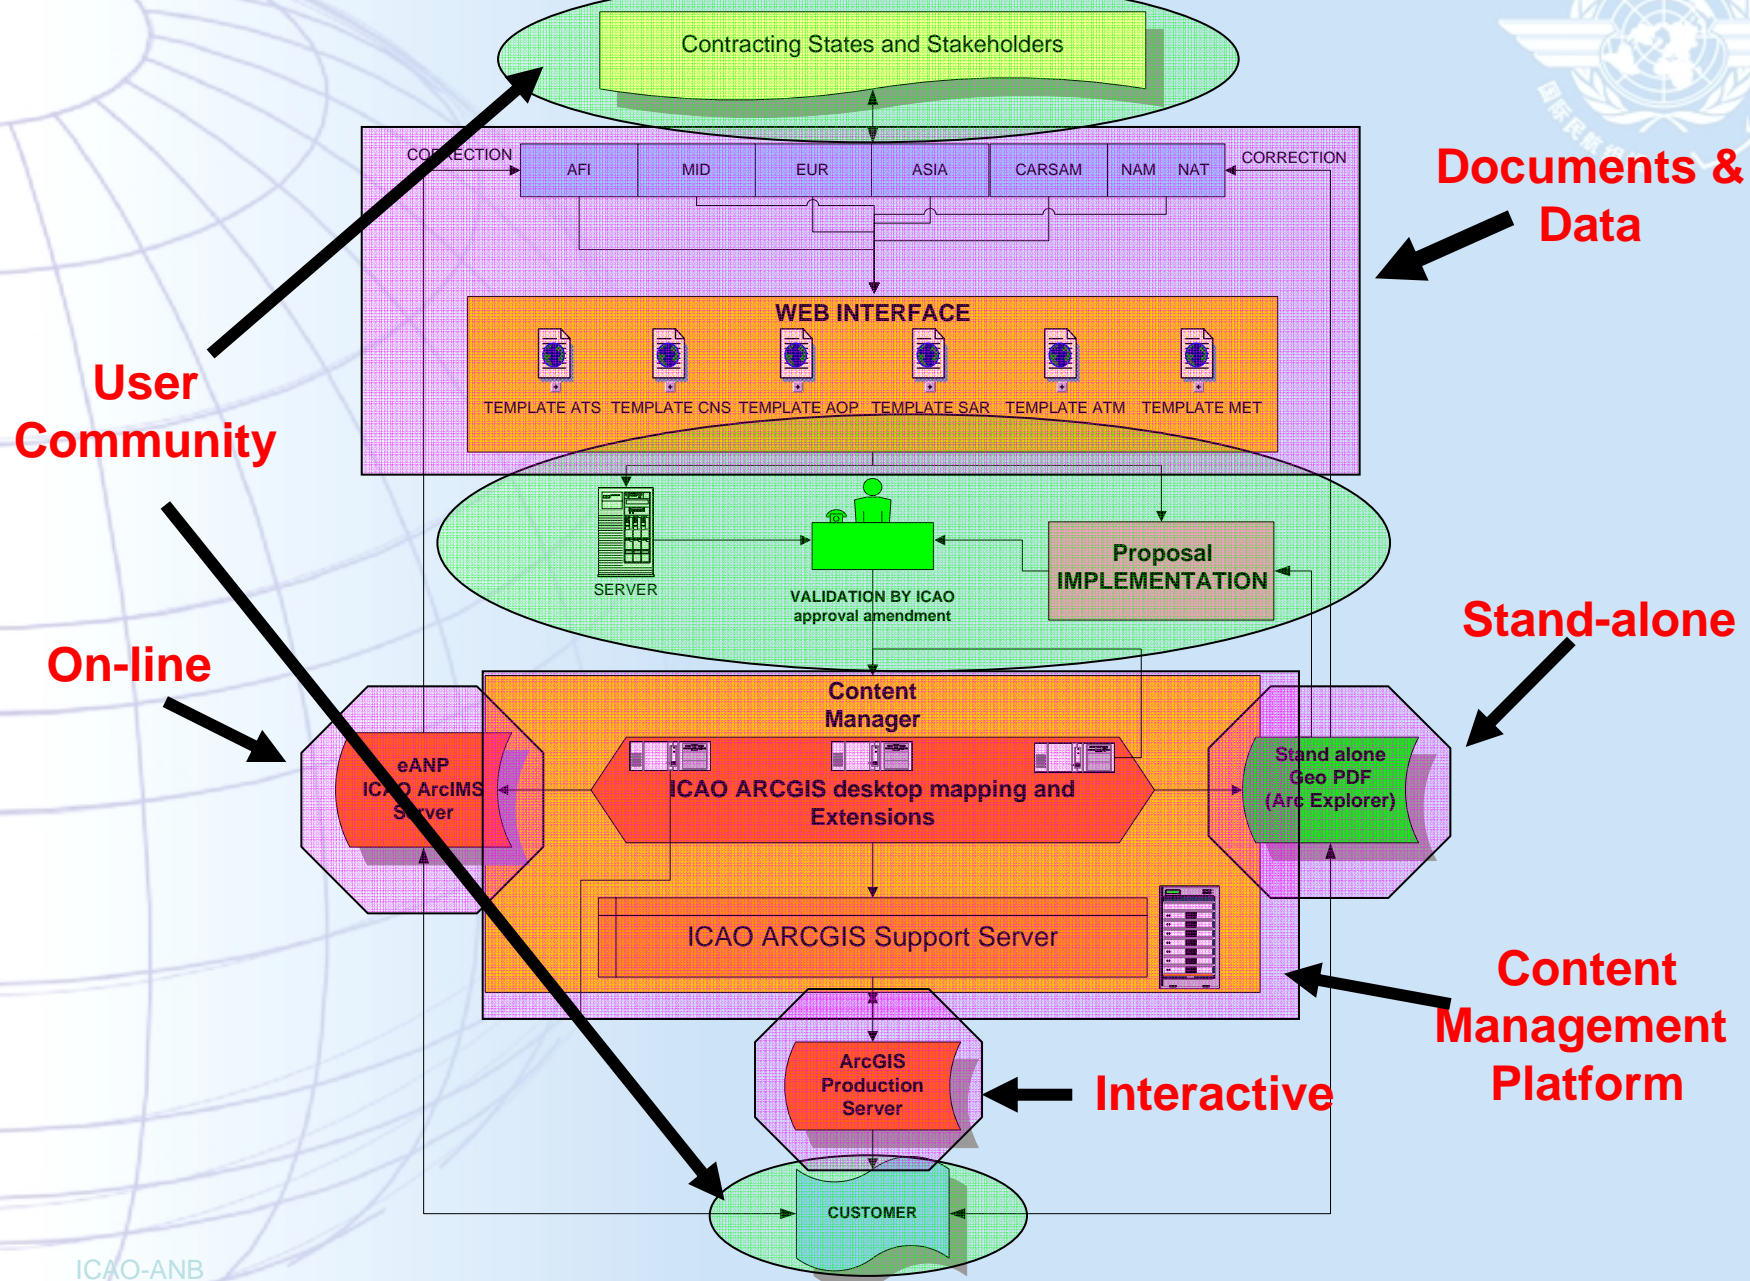 Contracting States and Stakeholders
CORRECTION
AFI
MID
EUR
ASIA
CARSAM
NAM
NAT
CORRECTION
Documents &
Data
WEB INTERFACE
TEMPLATE ATS
TEMPLATE CNS
TEMPLATE AOP
TEMPLATE SAR
TEMPLATE ATM
TEMPLATE MET
User
Community
SERVER
VALIDATION BY ICAO
approval amendment
Proposal
IMPLEMENTATION
Stand-alone
On-line
Content
Manager
eANP
ICAO ArcIMS
Server
ICAO ARCGIS desktop mapping and
Extensions
Stand alone
Geo PDF
(Arc Explorer)
ICAO ARCGIS Support Server
Content
Management
Platform
ArcGIS
Production
Server
Interactive
CUSTOMER
ICAO-ANB